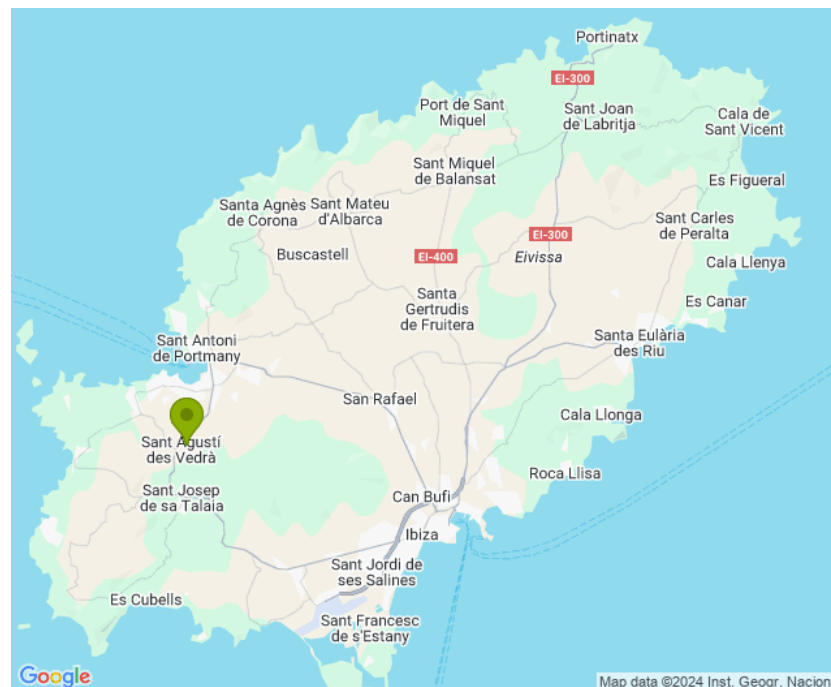 Portinatx
EI-300
Port de Sant
Miquel
Sant Joan
de Labritja
Cala de
Sant Vicent
Sant Miquel
de Balansat
Es Figueral
Santa Agnès
de Corona
Sant Mateu
d'Albarca
Sant Carles
de Peralta
EI-300
Buscastell
EI-400
Eivissa
Cala Llenya
Santa
Gertrudis
de Fruitera
Es Canar
Sant Antoni
de Portmany
Santa Eulària
des Riu
San Rafael
Cala Llonga
Sant Agustí
des Vedrà
Roca Llisa
Sant Josep
de sa Talaia
Can Bufi
Ibiza
Sant Jordi de
ses Salines
Es Cubells
Sant Francesc
de s'Estany
Google
Map data ©2024 Inst. Geogr. Nacion